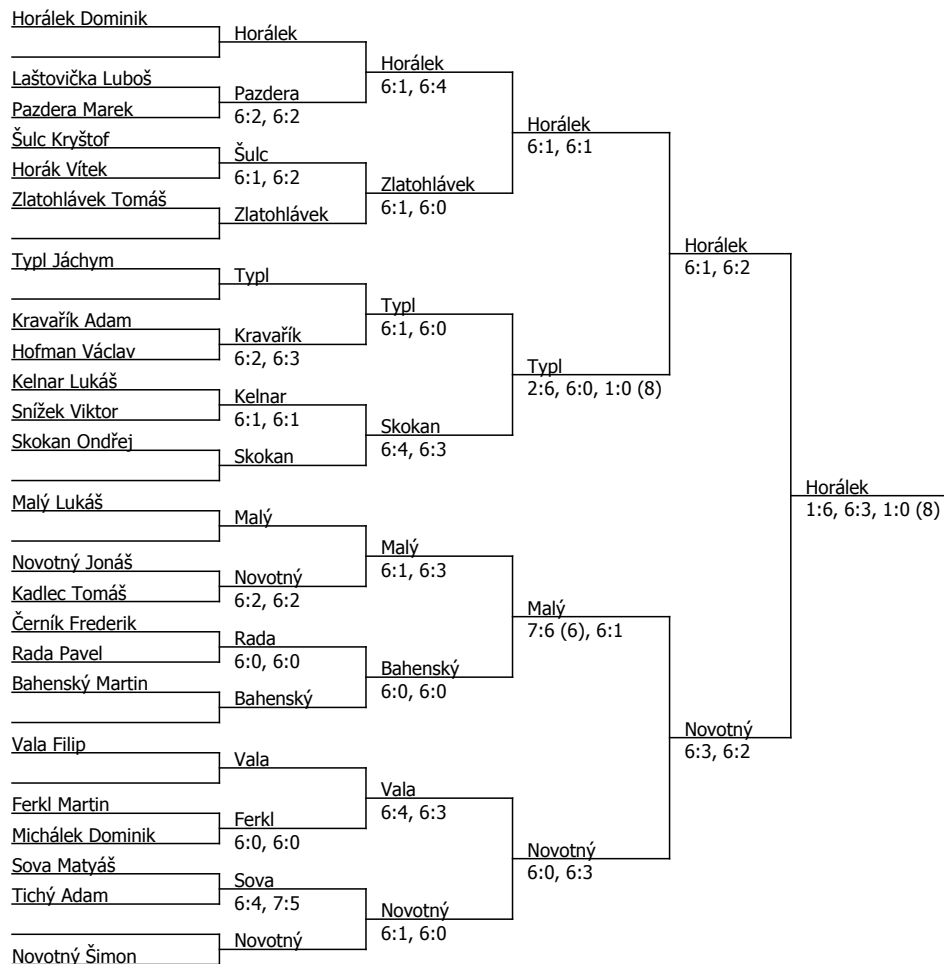 Horálek Dominik
Laštovička Luboš
Pazdera Marek
Šulc Kryštof
Horák Vítek
Zlatohlávek Tomáš
Typl Jáchym
Kravařík Adam
Hofman Václav
Kelnar Lukáš
Snížek Viktor
Skokan Ondřej
Malý Lukáš
Novotný Jonáš
Kadlec Tomáš
Černík Frederik
Rada Pavel
Bahenský Martin
Vala Filip
Ferkl Martin
Michálek Dominik
Sova Matyáš
Tichý Adam
Novotný Šimon
Horálek
Pazdera
6:2, 6:2
Šulc
6:1, 6:2
Zlatohlávek
Typl
Kravařík
6:2, 6:3
Kelnar
6:1, 6:1
Skokan
Malý
Novotný
6:2, 6:2
Rada
6:0, 6:0
Bahenský
Vala
Ferkl
6:0, 6:0
Sova
6:4, 7:5
Novotný
Horálek
6:1, 6:4
Zlatohlávek
6:1, 6:0
Typl
6:1, 6:0
Skokan
6:4, 6:3
Malý
6:1, 6:3
Bahenský
6:0, 6:0
Vala
6:4, 6:3
Novotný
6:1, 6:0
Horálek
6:1, 6:1
Typl
2:6, 6:0, 1:0 (8)
Malý
7:6 (6), 6:1
Novotný
6:0, 6:3
Horálek
6:1, 6:2
Novotný
6:3, 6:2
Horálek
1:6, 6:3, 1:0 (8)